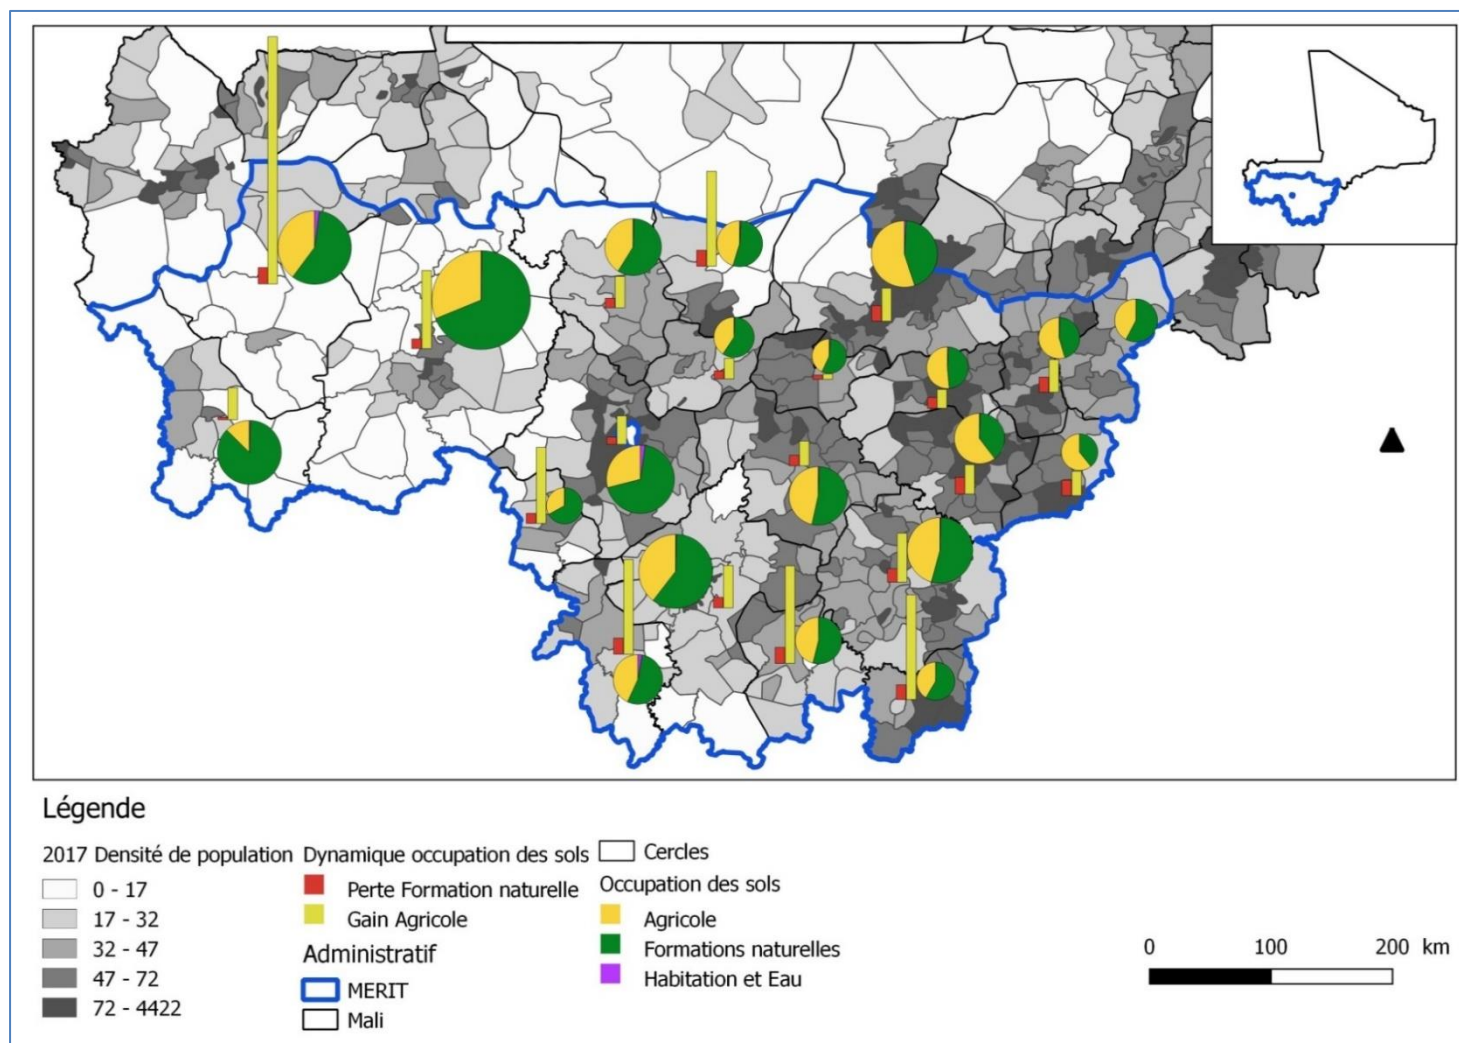 Légende
2017 Densité de population
0 - 17
17 - 32
32 - 47
47 - 72
72 - 4422
Dynamique occupation des sols
Perte Formation naturelle
Gain Agricole
Administratif
MERIT
Mali
Cercles
Occupation des sols
Agricole
Formations naturelles
Habitation et Eau
0 100 200 km